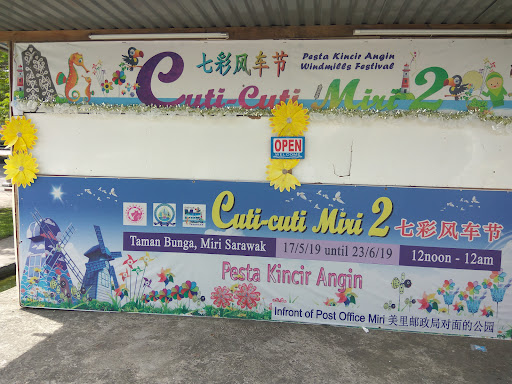 七彩风车节
Pesta Kincir Angin
Windmills Festival
Cuti-Cuti Miri 2
OPEN
WELCOME
Cuti-cuti Miri 2 七彩风车节
Taman Bunga, Miri Sarawak 17/5/19 until 23/6/19 12noon - 12am
Pesta Kincir Angin
Infront of Post Office Miri 美里邮政局对面的公园